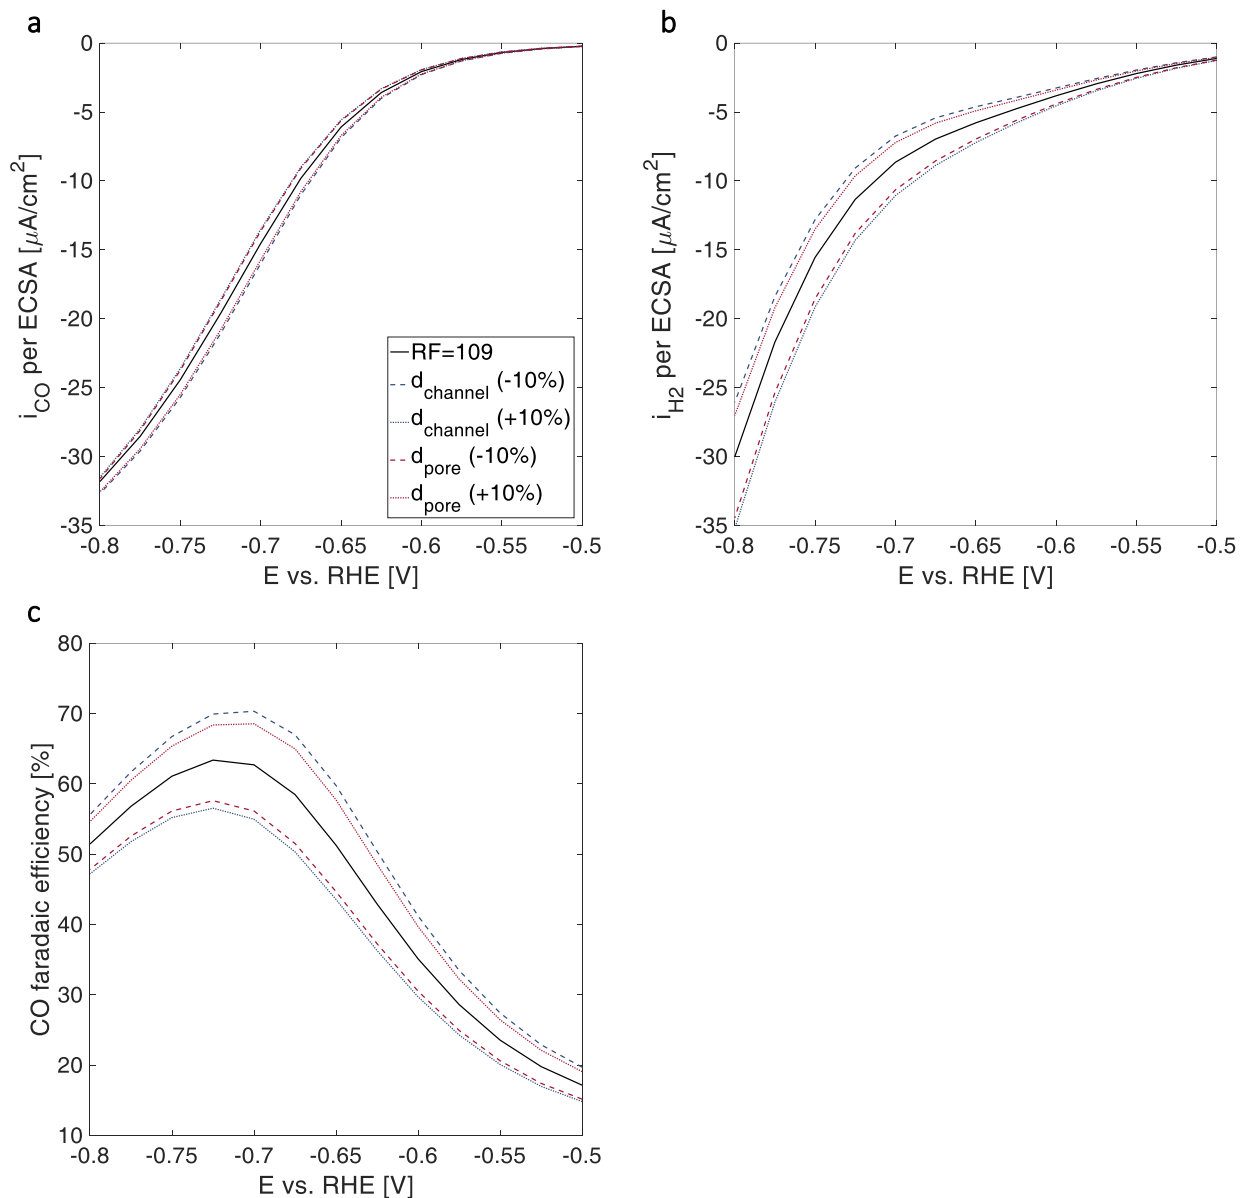 a
0
-5
-10
-15
-20
-25
-30
-35
i_CO per ECSA [μA/cm²]
-0.8 -0.75 -0.7 -0.65 -0.6 -0.55 -0.5
E vs. RHE [V]
RF=109
d_channel (-10%)
d_channel (+10%)
d_pore (-10%)
d_pore (+10%)
b
0
-5
-10
-15
-20
-25
-30
-35
i_H2 per ECSA [μA/cm²]
-0.8 -0.75 -0.7 -0.65 -0.6 -0.55 -0.5
E vs. RHE [V]
c
80
70
60
50
40
30
20
10
CO faradaic efficiency [%]
-0.8 -0.75 -0.7 -0.65 -0.6 -0.55 -0.5
E vs. RHE [V]